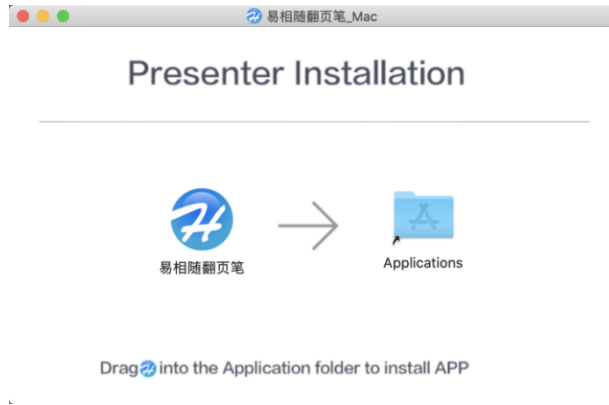 易相随翻页笔_Mac
Presenter Installation
易相随翻页笔
Applications
Drag into the Application folder to install APP